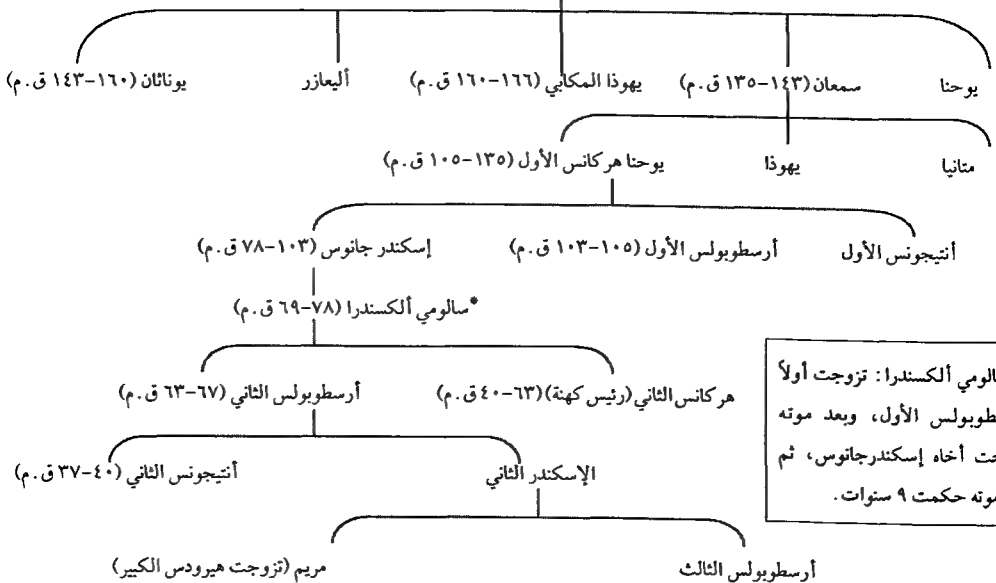 يوحنا سمعان (١٤٣-١٣٥ ق.م) يهوذا المكابي (١٦٦-١٦٠ ق.م) أليعازر يوناثان (١٦٠-١٤٣ ق.م)
متانيا يهوذا يوحنا هركانس الأول (١٣٥-١٠٥ ق.م)
أنتيجونس الأول أرسطوبولس الأول (١٠٥-١٠٣ ق.م) إسكندر جانوس (١٠٣-٧٨ ق.م)
*سالومي ألكسندرا (٧٨-٦٩ ق.م)
هركانس الثاني (رئيس كهنة) (٦٣-٤٠ ق.م) أرسطوبولس الثاني (٦٧-٦٣ ق.م)
الإسكندر الثاني أنتيجونس الثاني (٤٠-٣٧ ق.م)
أرسطوبولس الثالث مريم (تزوجت هيرودس الكبير)
الومي ألكسندرا: تزوجت أولاً
طوبولس الأول، وبعد موته
جت أخاه إسكندرجانوس، ثم
موته حكمت ٩ سنوات.